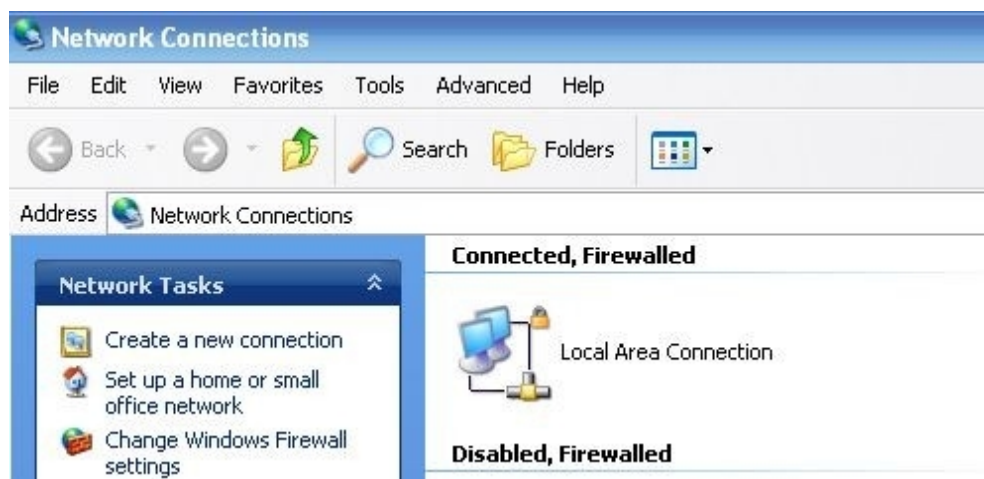 Network Connections
File Edit View Favorites Tools Advanced Help
Back Search Folders
Address Network Connections
Network Tasks
Create a new connection
Set up a home or small
office network
Change Windows Firewall
settings
Connected, Firewalled
Local Area Connection
Disabled, Firewalled